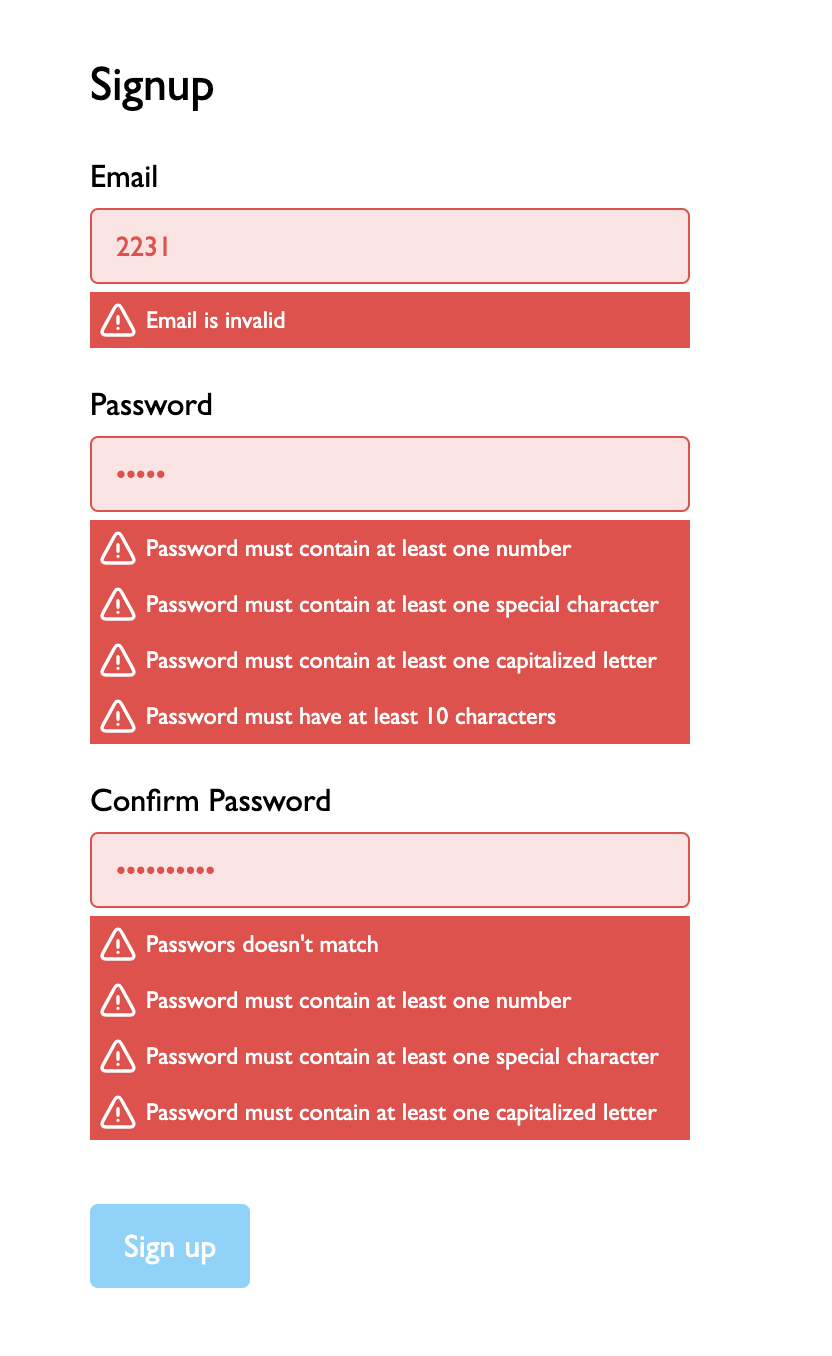 Signup
Email
2231
Email is invalid
Password
•••••
Password must contain at least one number
Password must contain at least one special character
Password must contain at least one capitalized letter
Password must have at least 10 characters
Confirm Password
••••••••••
Passwors doesn't match
Password must contain at least one number
Password must contain at least one special character
Password must contain at least one capitalized letter
Sign up